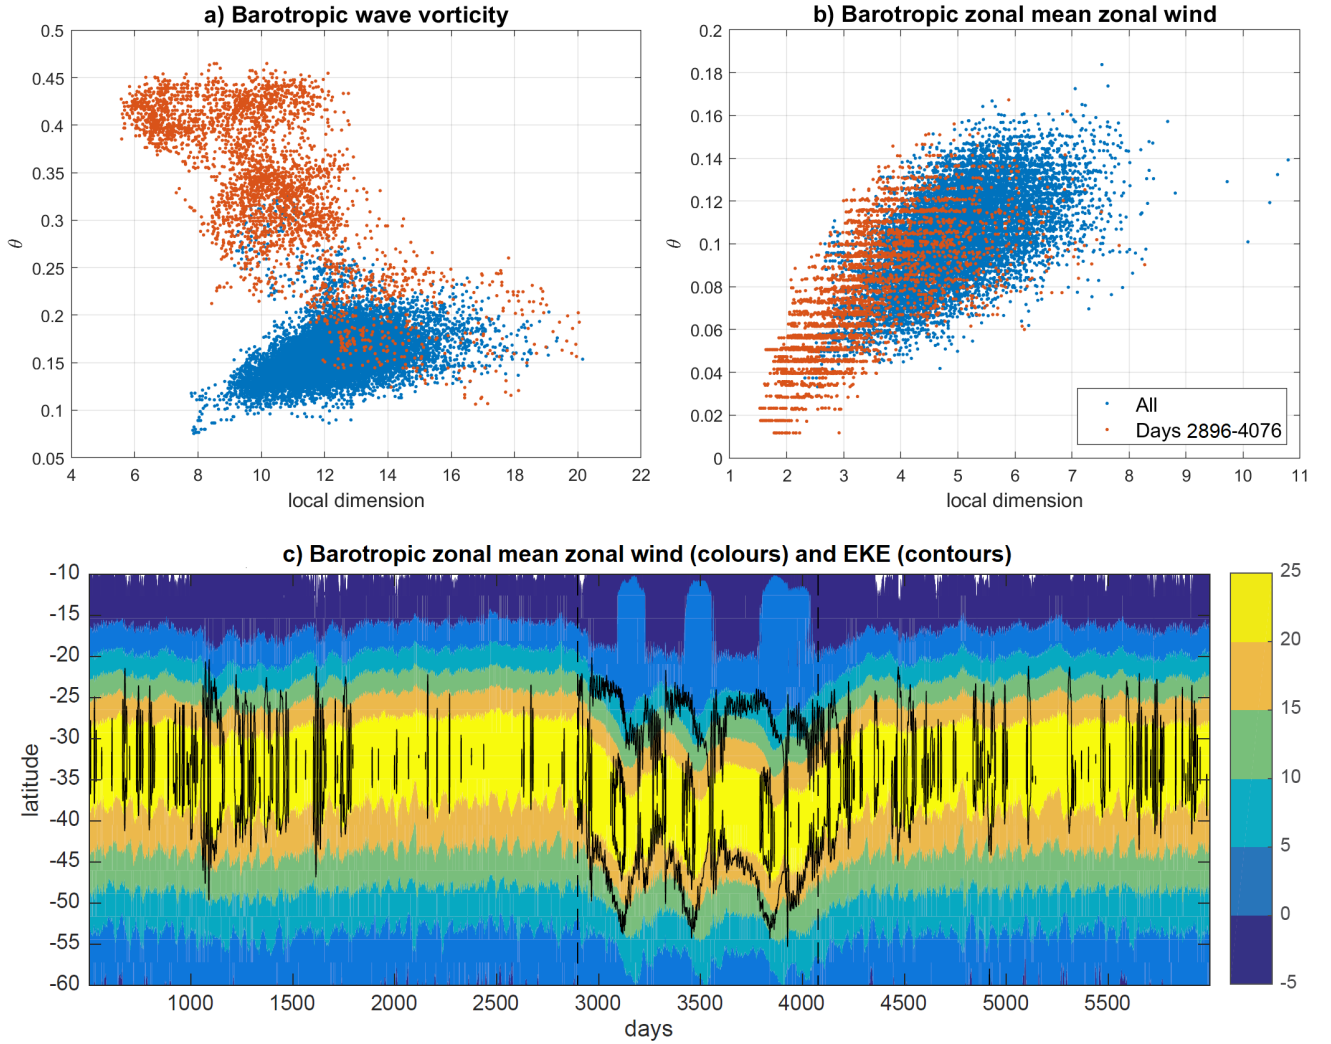 a) Barotropic wave vorticity
0.5
0.45
0.4
0.35
0.3
0.25
0.2
0.15
0.1
0.05
θ
4 6 8 10 12 14 16 18 20 22
local dimension
b) Barotropic zonal mean zonal wind
0.2
0.18
0.16
0.14
0.12
0.1
0.08
0.06
0.04
0.02
0
θ
All
Days 2896-4076
1 2 3 4 5 6 7 8 9 10 11
local dimension
c) Barotropic zonal mean zonal wind (colours) and EKE (contours)
-10
-15
-20
-25
-30
-35
-40
-45
-50
-55
-60
latitude
1000 1500 2000 2500 3000 3500 4000 4500 5000 5500
days
25
20
15
10
5
0
-5